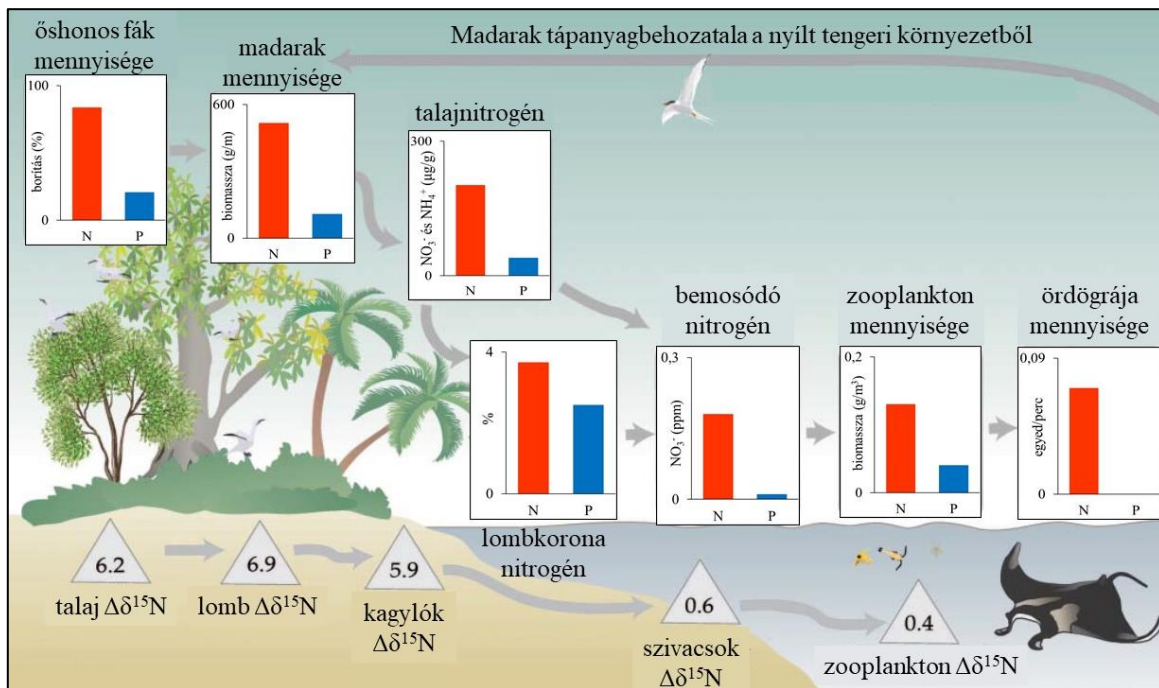 Madarak tápanyagbehozatala a nyílt tengeri környezetből
őshonos fák
mennyisége
100
borítás (%)
0
N P
madarak
mennyisége
600
biomassza (g/m)
0
N P
talajnitrogén
300
NO₃⁻ és NH₄⁺ (μg/g)
0
N P
4
%
0
N P
lombkorona
nitrogén
bemosódó
nitrogén
0,3
NO₃⁻ (ppm)
0
N P
zooplankton
mennyisége
0,2
biomassza (g/m³)
0
N P
ördögrája
mennyisége
0,09
egyed/perc
0
N P
6.2
talaj Δδ¹⁵N
6.9
lomb Δδ¹⁵N
5.9
kagylók
Δδ¹⁵N
0.6
szivacsok
Δδ¹⁵N
0.4
zooplankton Δδ¹⁵N